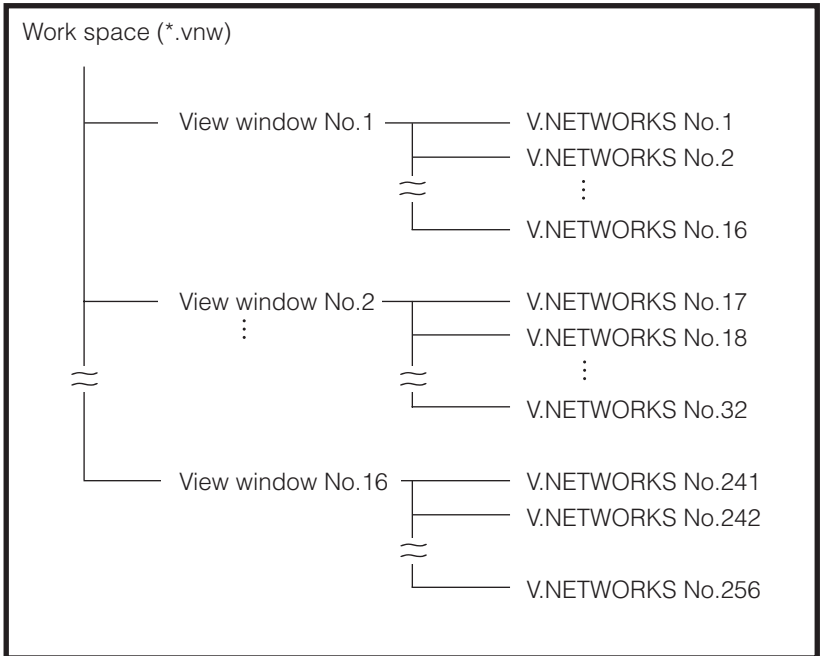 Work space (*.vnw)
View window No.1
V.NETWORKS No.1
V.NETWORKS No.2
⋮
V.NETWORKS No.16
View window No.2
⋮
V.NETWORKS No.17
V.NETWORKS No.18
⋮
V.NETWORKS No.32
View window No.16
V.NETWORKS No.241
V.NETWORKS No.242
V.NETWORKS No.256